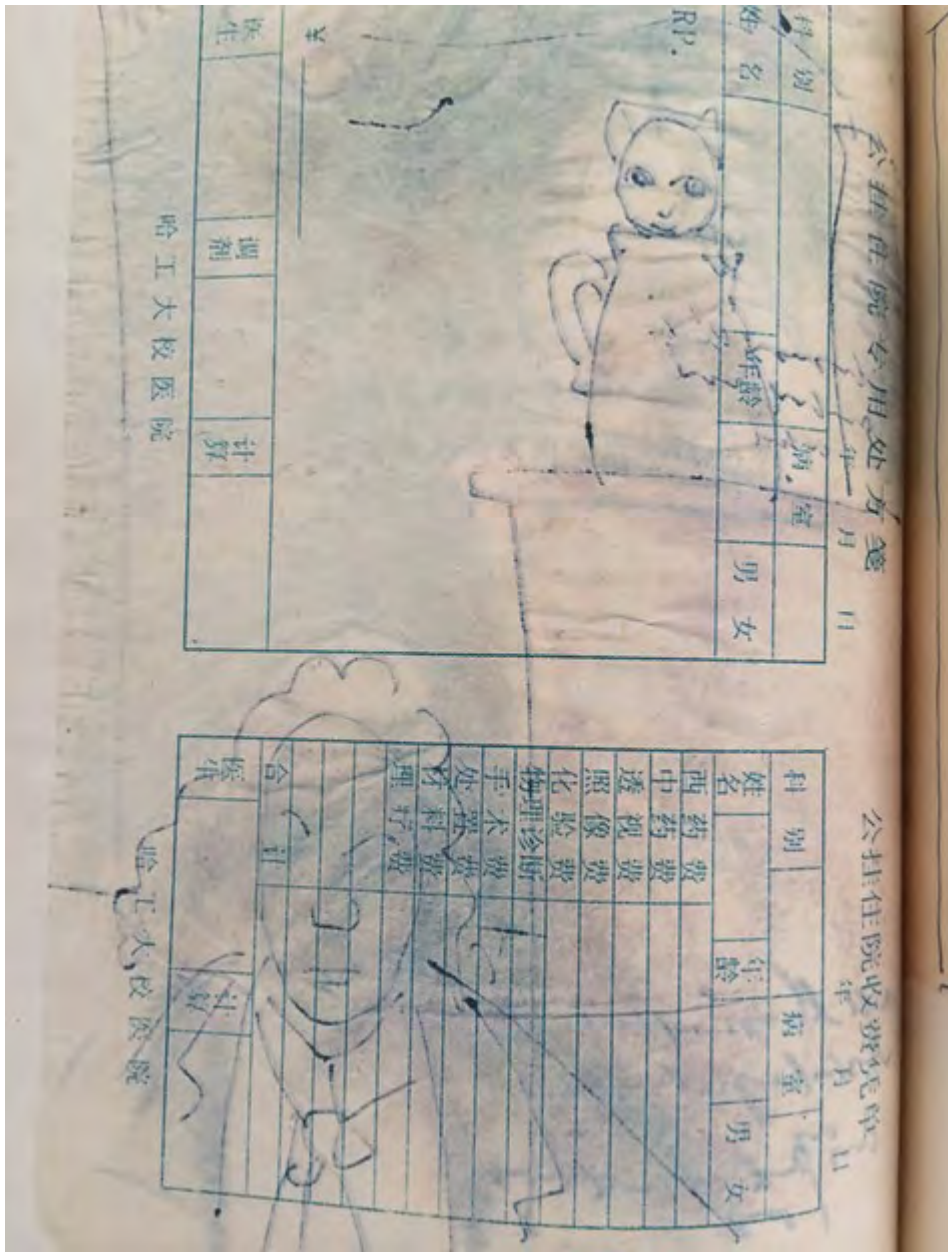 公扶住院专用处方笺
年 月 日
科别 病室
姓名 年龄 男 女
RP.
¥
医生 调剂 计价
哈工大校医院
公扶住院收费凭单
年 月 日
科别 病室
姓名 年龄 男 女
西药费
中药费
透视费
照像费
化验费
物理诊断
手术费
处置费
材料费
理疗费
合计
医生 计价
哈工大校医院